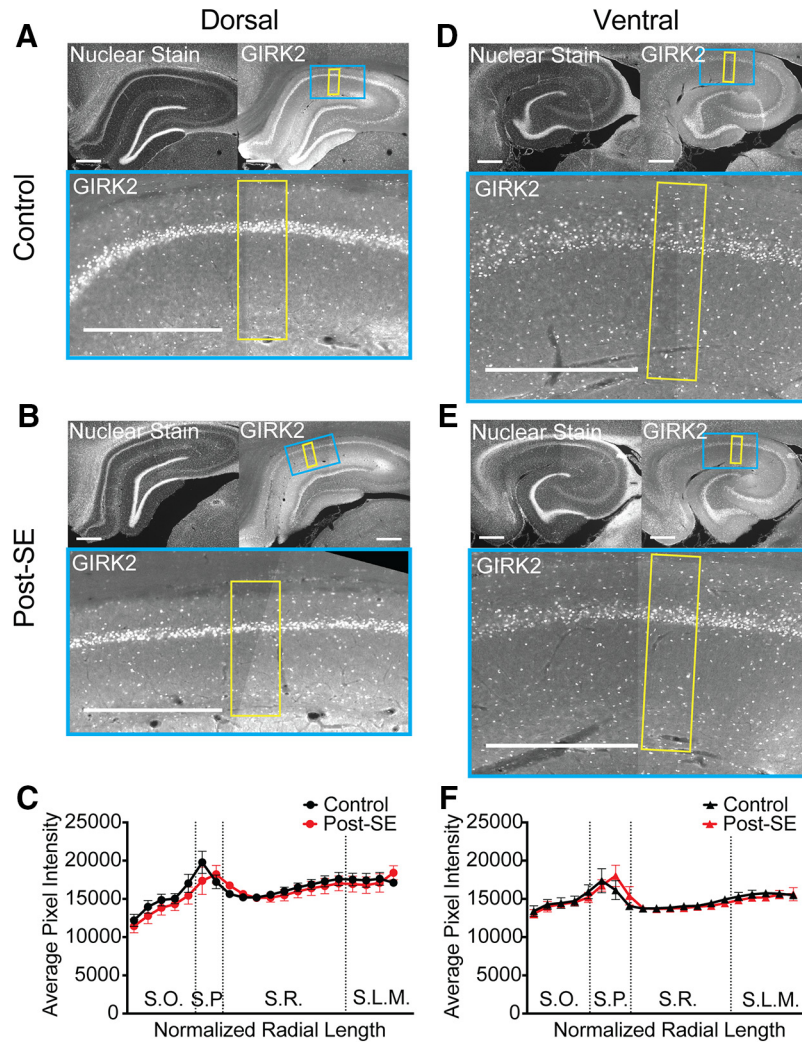 Dorsal
Ventral
A
Nuclear Stain
GIRK2
GIRK2
Control
D
Nuclear Stain
GIRK2
GIRK2
B
Nuclear Stain
GIRK2
GIRK2
Post-SE
E
Nuclear Stain
GIRK2
GIRK2
C
Control
Post-SE
25000
20000
15000
10000
5000
0
Average Pixel Intensity
S.O.
S.P
S.R.
S.L.M.
Normalized Radial Length
F
Control
Post-SE
25000
20000
15000
10000
5000
0
Average Pixel Intensity
S.O.
S.P.
S.R.
S.L.M.
Normalized Radial Length